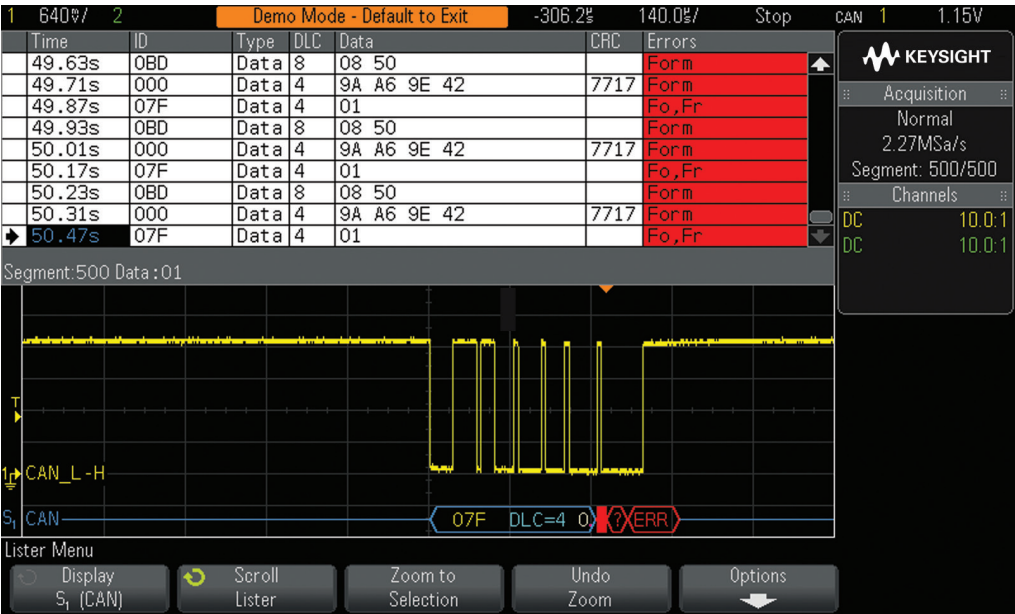 1 640㎷/ 2 Demo Mode - Default to Exit -306.2㎲ 140.0㎲/ Stop CAN 1 1.15V
Time ID Type DLC Data CRC Errors
49.63s 0BD Data 8 08 50 Form
49.71s 000 Data 4 9A A6 9E 42 7717 Form
49.87s 07F Data 4 01 Fo,Fr
49.93s 0BD Data 8 08 50 Form
50.01s 000 Data 4 9A A6 9E 42 7717 Form
50.17s 07F Data 4 01 Fo,Fr
50.23s 0BD Data 8 08 50 Form
50.31s 000 Data 4 9A A6 9E 42 7717 Form
50.47s 07F Data 4 01 Fo,Fr
Segment:500 Data:01
KEYSIGHT
Acquisition
Normal
2.27MSa/s
Segment: 500/500
Channels
DC 10.0:1
DC 10.0:1
T
1 CAN_L-H
S1 CAN 07F DLC=4 0 ? ERR
Lister Menu
Display
S1 (CAN)
Scroll
Lister
Zoom to
Selection
Undo
Zoom
Options